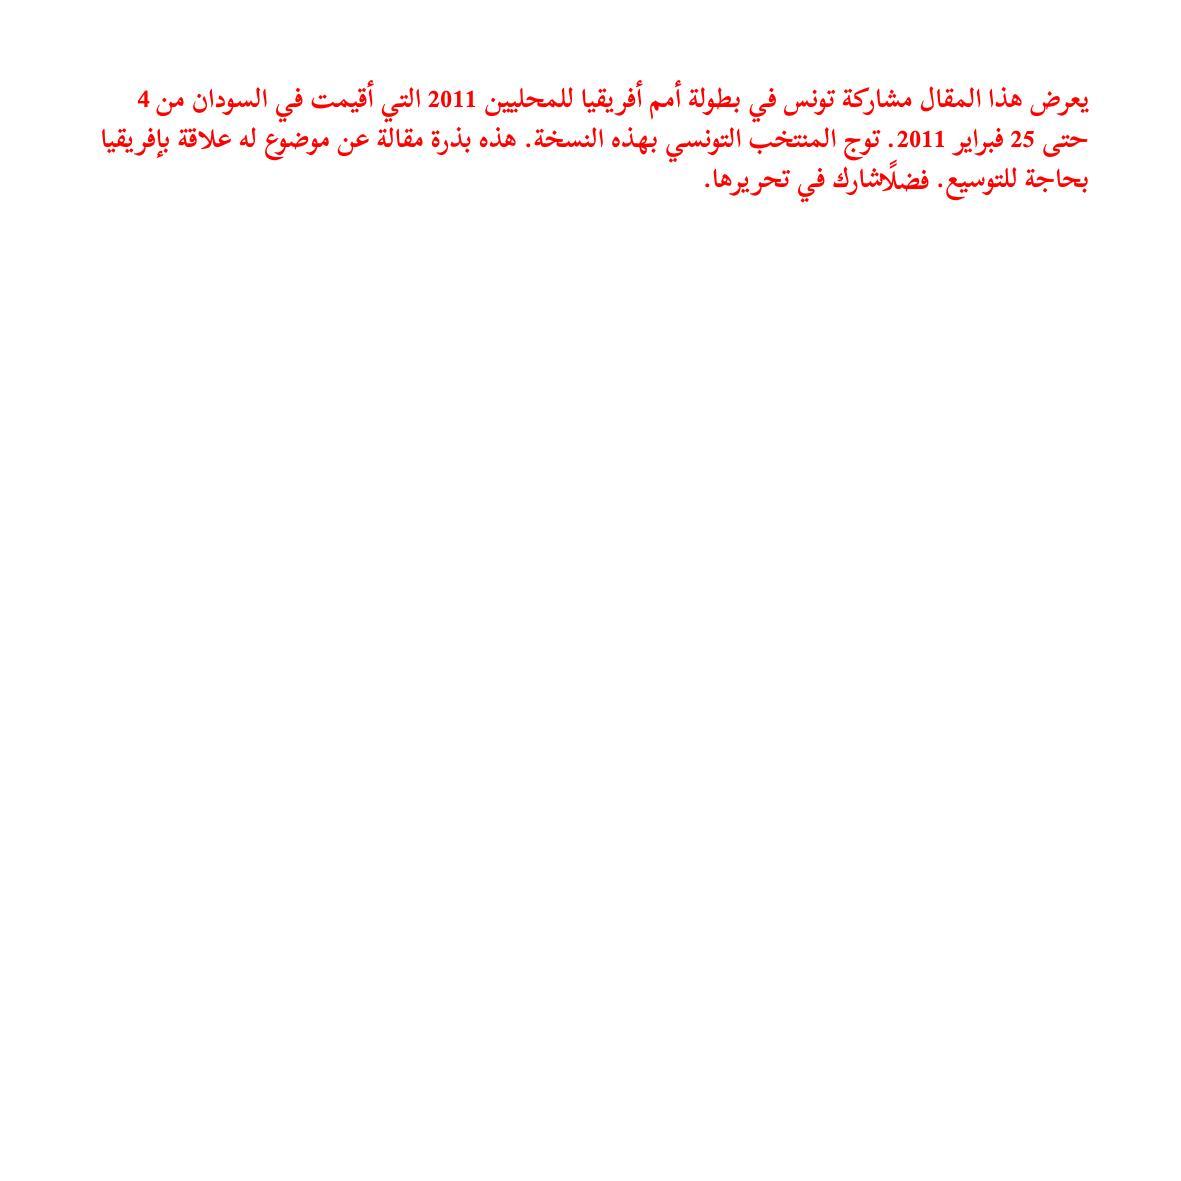 يعرض هذا المقال مشاركة تونس في بطولة أمم أفريقيا للمحليين 2011 التي أقيمت في السودان من 4
حتى 25 فبراير 2011. توج المنتخب التونسي بهذه النسخة. هذه بذرة مقالة عن موضوع له علاقة بإفريقيا
بحاجة للتوسيع. فضلًاشارك في تحريرها.